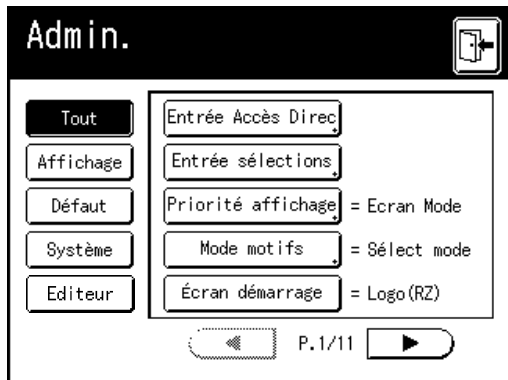 Admin.
Tout
Entrée Accès Direc
Affichage
Entrée sélections
Défaut
Priorité affichage = Ecran Mode
Système
Mode motifs = Sélect mode
Editeur
Écran démarrage = Logo(RZ)
P.1/11